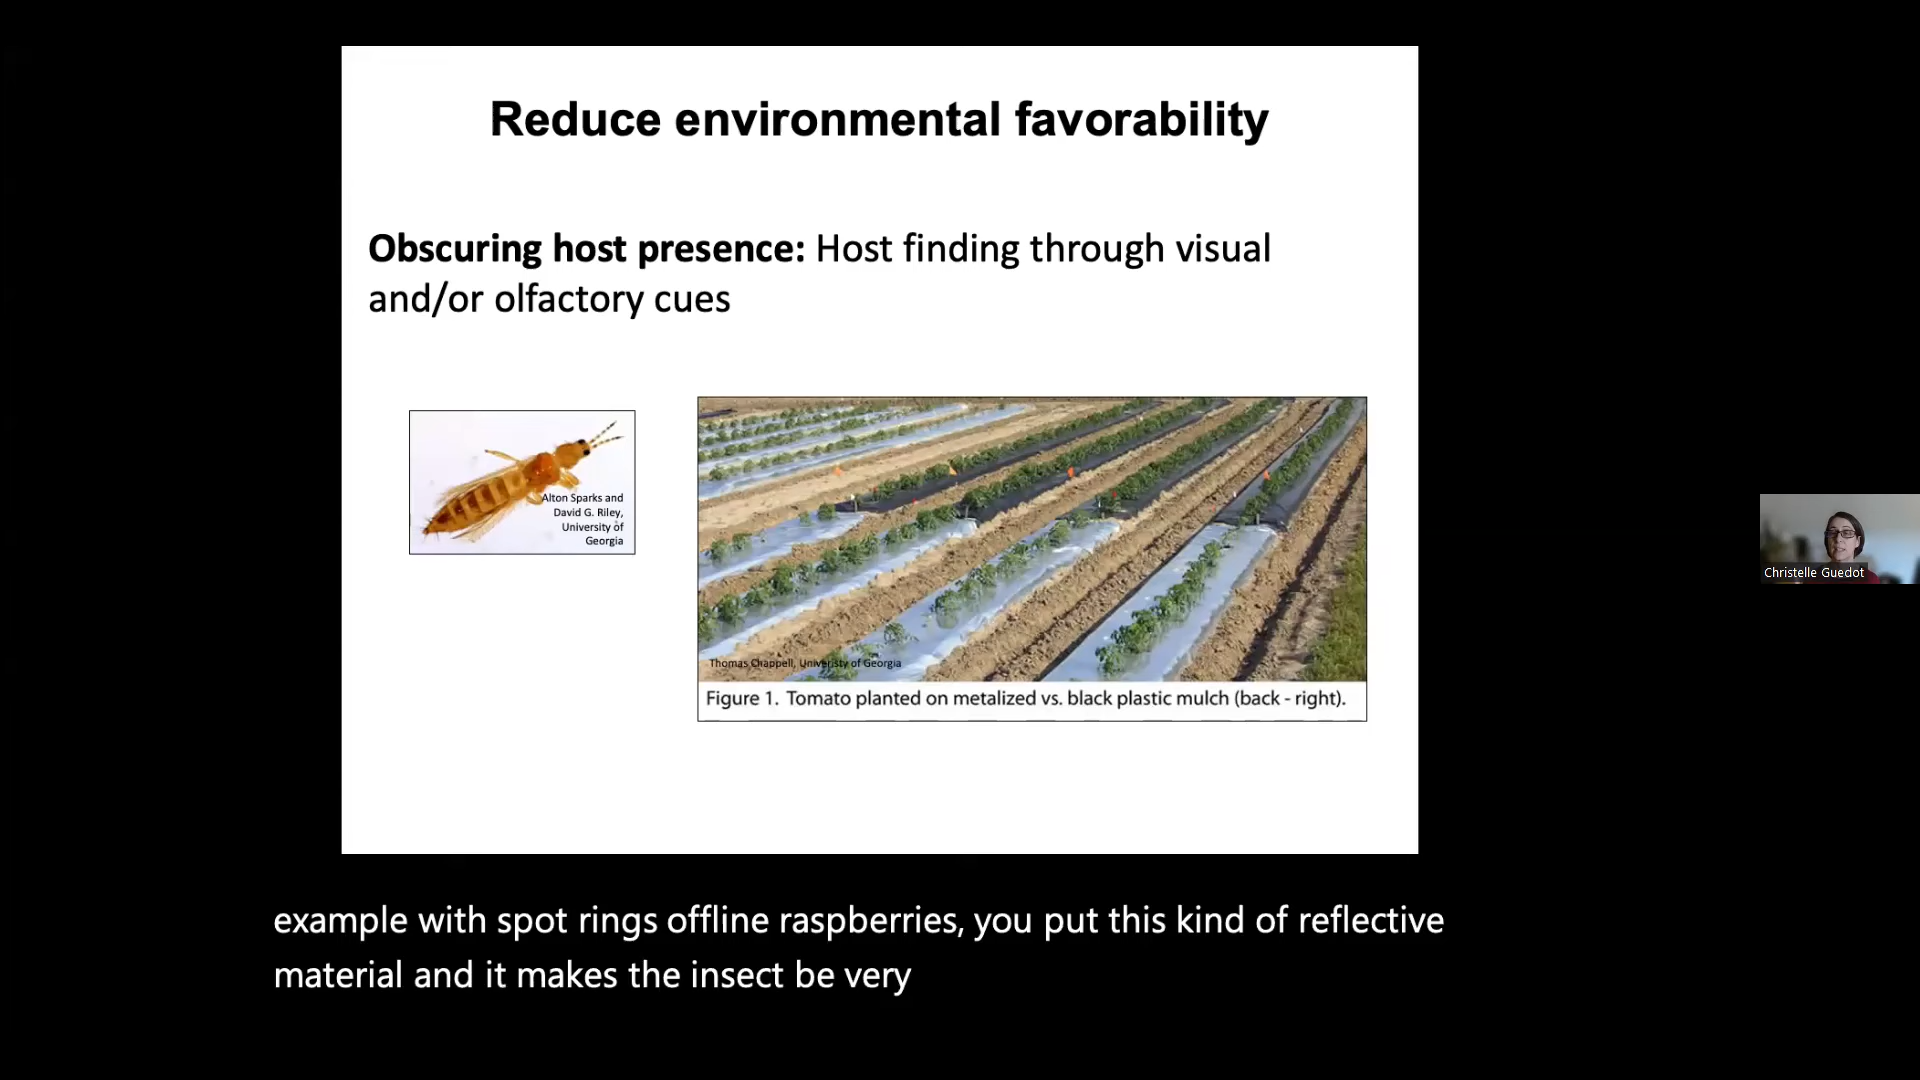 Reduce environmental favorability
Obscuring host presence: Host finding through visual
and/or olfactory cues
Alton Sparks and
David G. Riley,
University of
Georgia
Thomas Chappell, Univeristy of Georgia
Figure 1. Tomato planted on metalized vs. black plastic mulch (back - right).
Christelle Guedot
example with spot rings offline raspberries, you put this kind of reflective
material and it makes the insect be very